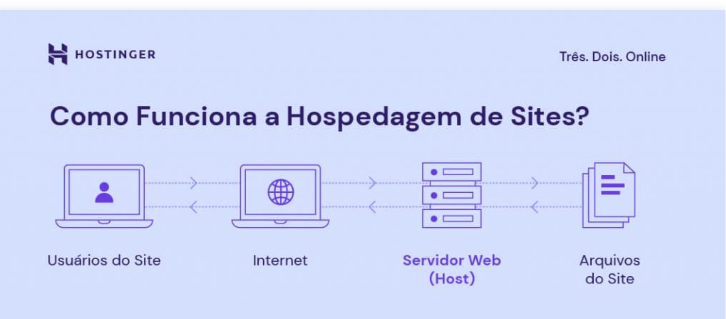 HOSTINGER
Três. Dois. Online
Como Funciona a Hospedagem de Sites?
Usuários do Site
Internet
Servidor Web
(Host)
Arquivos
do Site